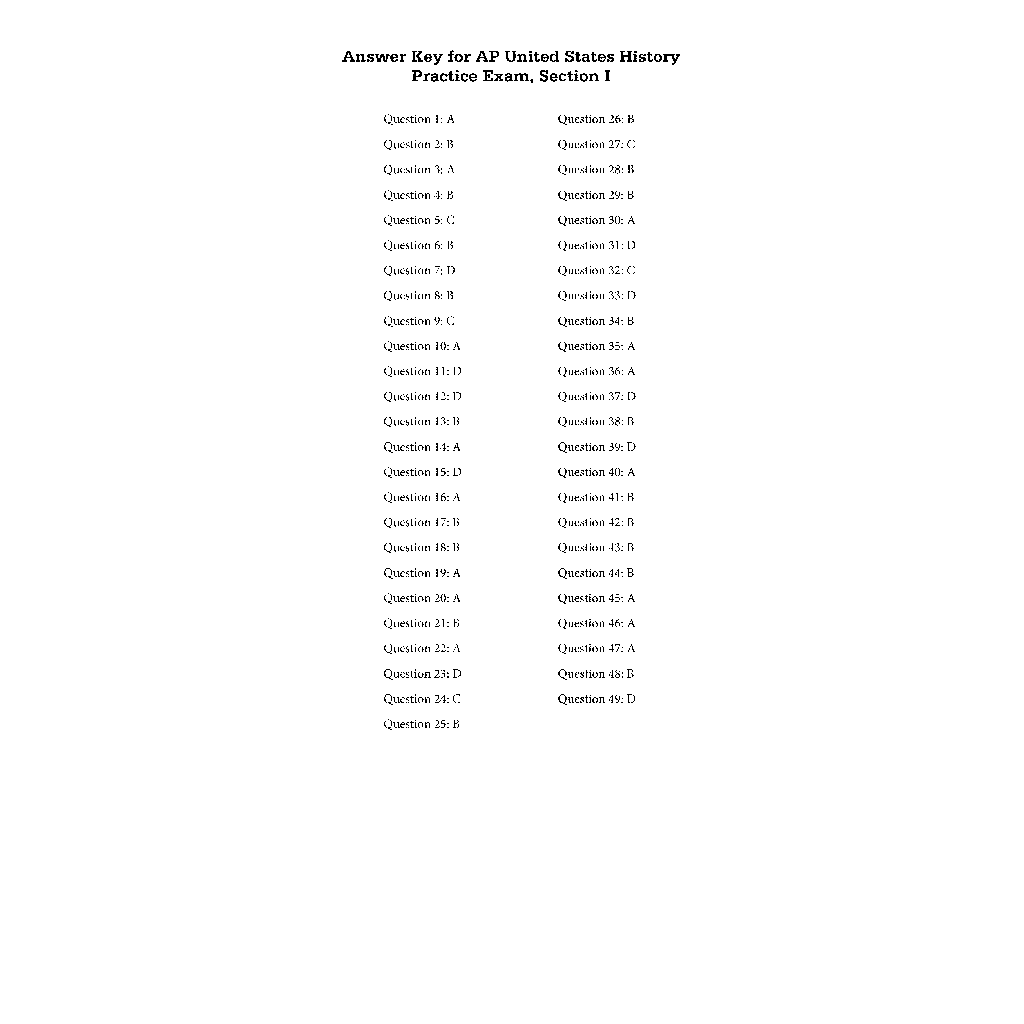 Answer Key for AP United States History
Practice Exam, Section I
Question 1: A
Question 2: B
Question 3: A
Question 4: B
Question 5: C
Question 6: B
Question 7: D
Question 8: B
Question 9: C
Question 10: A
Question 11: D
Question 12: D
Question 13: B
Question 14: A
Question 15: D
Question 16: A
Question 17: B
Question 18: B
Question 19: A
Question 20: A
Question 21: B
Question 22: A
Question 23: D
Question 24: C
Question 25: B
Question 26: B
Question 27: C
Question 28: B
Question 29: B
Question 30: A
Question 31: D
Question 32: C
Question 33: D
Question 34: B
Question 35: A
Question 36: A
Question 37: D
Question 38: B
Question 39: D
Question 40: A
Question 41: B
Question 42: B
Question 43: B
Question 44: B
Question 45: A
Question 46: A
Question 47: A
Question 48: B
Question 49: D